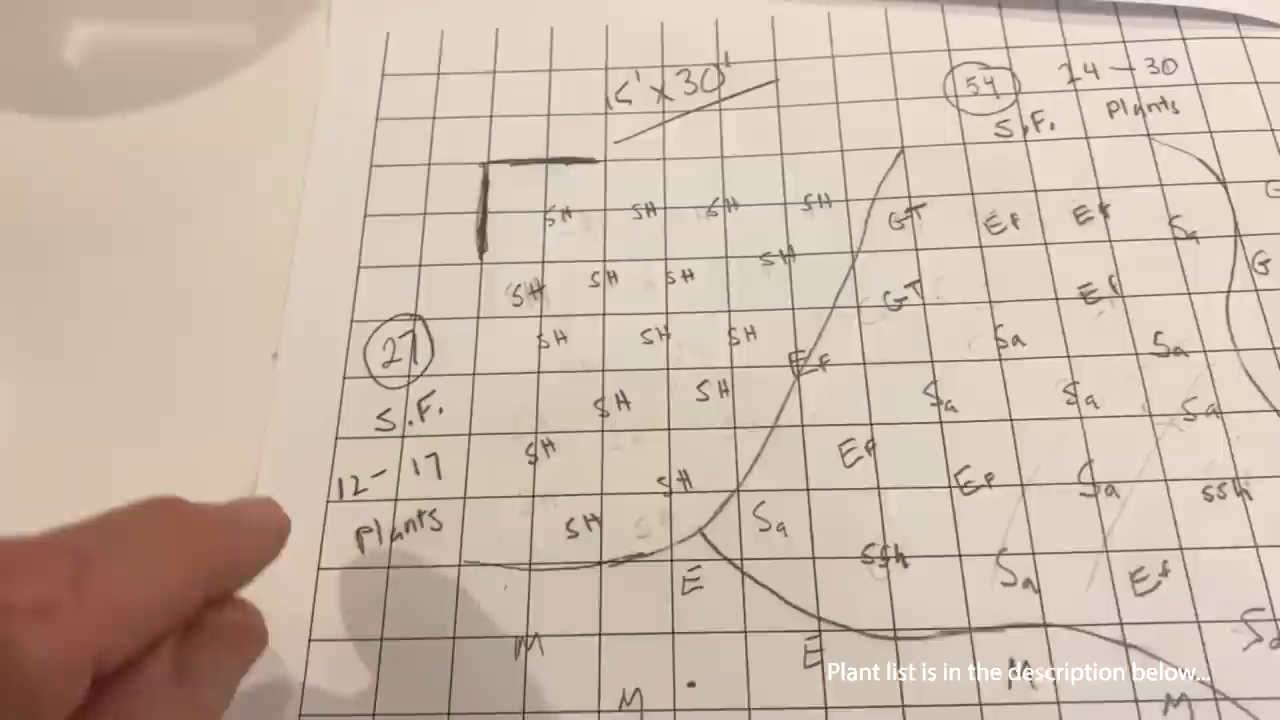 15' x 30'
54 24 - 30
S.F. Plants
SH SH SH SH GT Ef Ef Sa G
SH SH SH SH GT Ef G
27 SH SH SH Ef Sa Sa
S.F. SH SH Sa Sa Sa
12 - 17 SH SH Ef Ef Sa SSh
Plants SH SH Sa SSh Sa Ef
E Sa
M E M
M M
Plant list is in the description below...